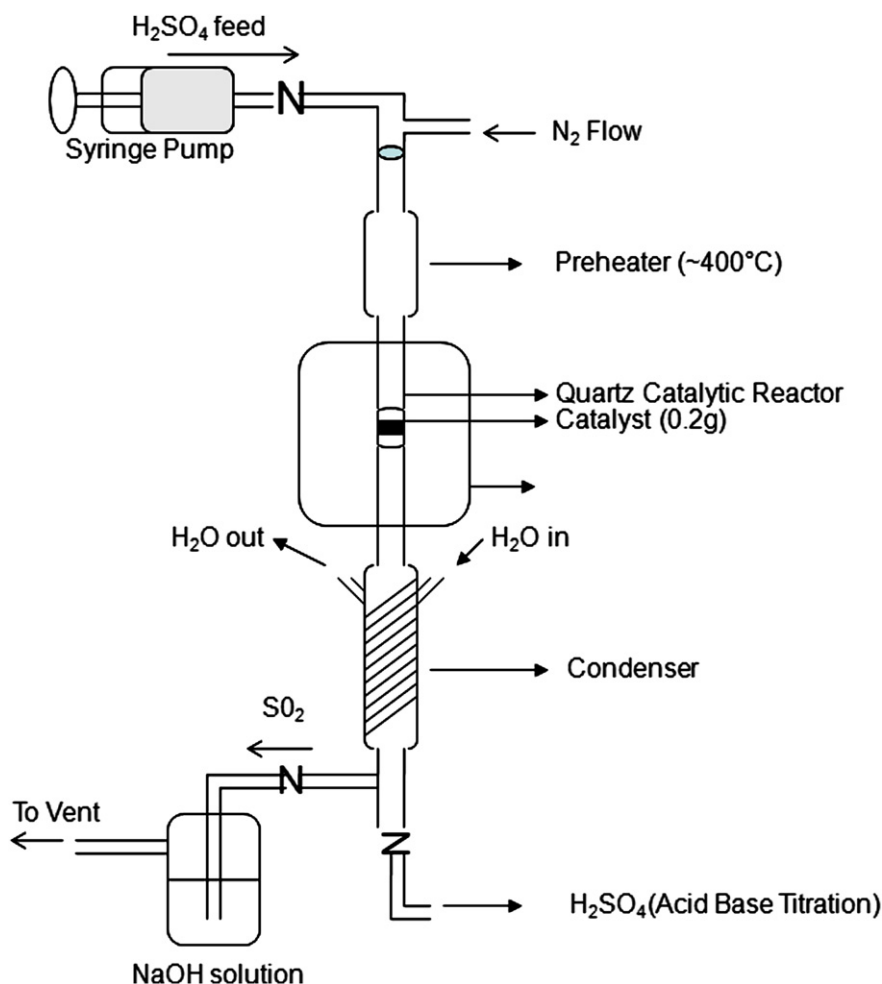 H₂SO₄ feed
Syringe Pump
N₂ Flow
Preheater (~400°C)
Quartz Catalytic Reactor
Catalyst (0.2g)
H₂O out
H₂O in
Condenser
S0₂
To Vent
H₂SO₄(Acid Base Titration)
NaOH solution